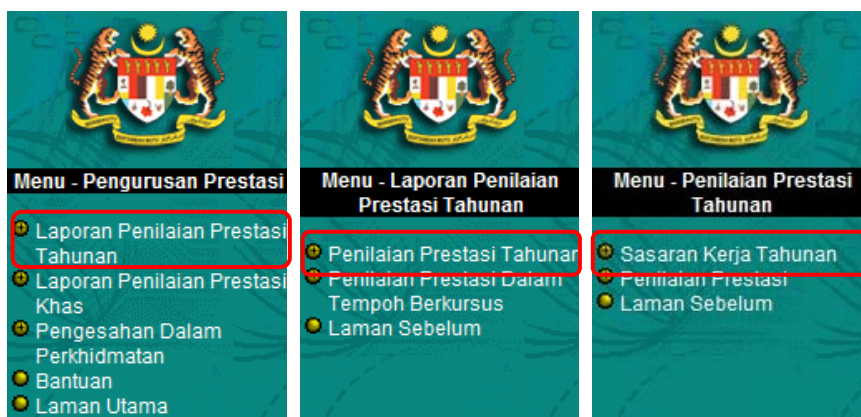 Menu - Pengurusan Prestasi
Laporan Penilaian Prestasi
Tahunan
Laporan Penilaian Prestasi
Khas
Pengesahan Dalam
Perkhidmatan
Bantuan
Laman Utama
Menu - Laporan Penilaian
Prestasi Tahunan
Penilaian Prestasi Tahunan
Penilaian Prestasi Dalam
Tempoh Berkursus
Laman Sebelum
Menu - Penilaian Prestasi
Tahunan
Sasaran Kerja Tahunan
Penilaian Prestasi
Laman Sebelum